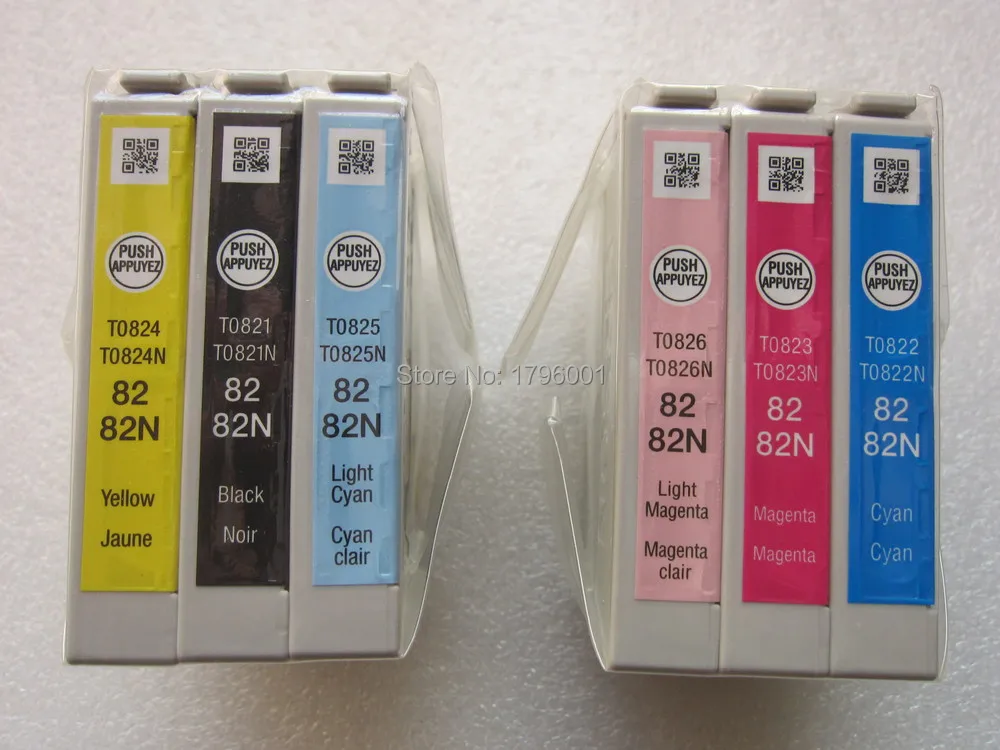 PUSH
APPUYEZ
T0824
T0824N
82
82N
Yellow
Jaune
PUSH
APPUYEZ
T0821
T0821N
82
82N
Black
Noir
PUSH
APPUYEZ
T0825
T0825N
82
82N
Light
Cyan
Cyan
clair
Store No: 1796001
PUSH
APPUYEZ
T0826
T0826N
82
82N
Light
Magenta
Magenta
clair
PUSH
APPUYEZ
T0823
T0823N
82
82N
Magenta
Magenta
PUSH
APPUYEZ
T0822
T0822N
82
82N
Cyan
Cyan